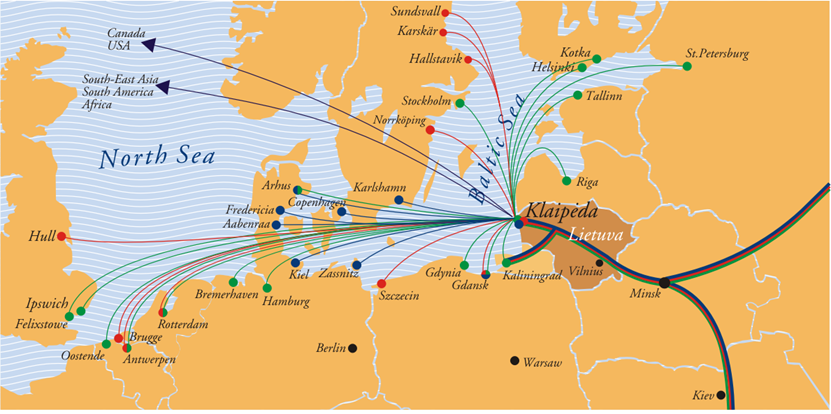 Sundsvall
Karskär
Hallstavik
Stockholm
Norrköping
Canada
USA
South-East Asia
South America
Africa
Kotka
Helsinki
St.Petersburg
Tallinn
Riga
North Sea
Baltic Sea
Arhus
Karlshamn
Copenhagen
Fredericia
Aabenraa
Klaipėda
Lietuva
Hull
Kiel
Zasnitz
Gdynia
Gdansk
Kaliningrad
Vilnius
Minsk
Szczecin
Bremerhaven
Hamburg
Ipswich
Felixstowe
Rotterdam
Brugge
Oostende
Antwerpen
Berlin
Warsaw
Kiev